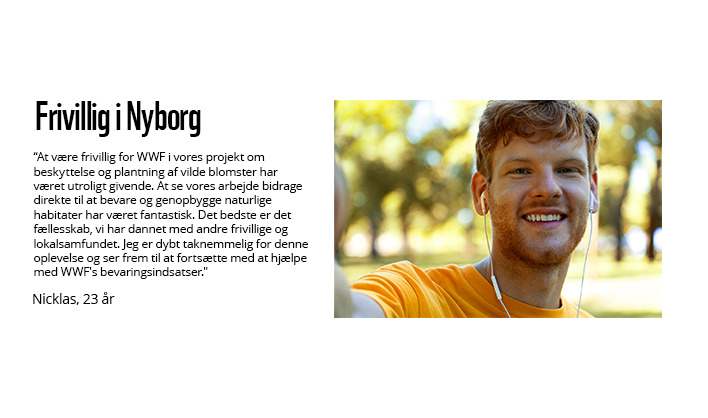 Frivillig i Nyborg
“At være frivillig for WWF i vores projekt om
beskyttelse og plantning af vilde blomster har
været utroligt givende. At se vores arbejde bidrage
direkte til at bevare og genopbygge naturlige
habitater har været fantastisk. Det bedste er det
fællesskab, vi har dannet med andre frivillige og
lokalsamfundet. Jeg er dybt taknemmelig for denne
oplevelse og ser frem til at fortsætte med at hjælpe
med WWF's bevaringsindsatser."
Nicklas, 23 år